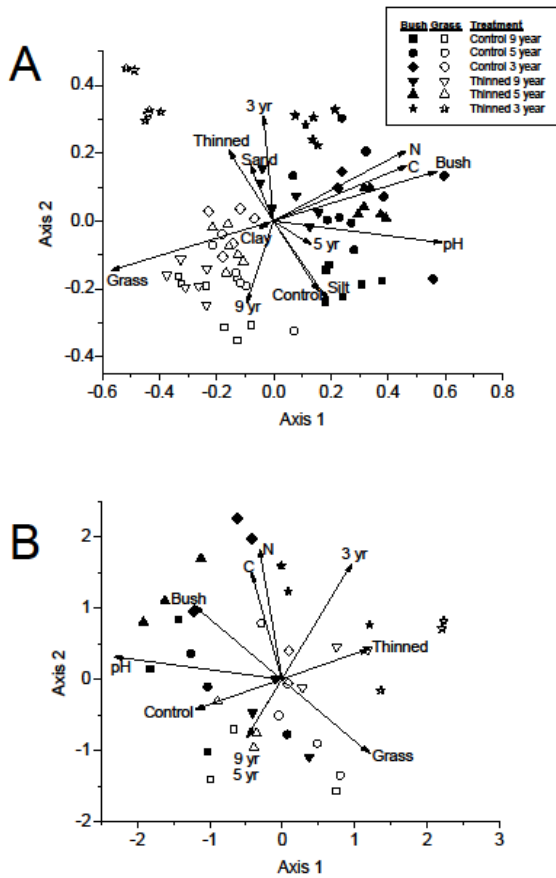 Bush Grass Treatment
Control 9 year
Control 5 year
Control 3 year
Thinned 9 year
Thinned 5 year
Thinned 3 year
A
0.4
0.2
0.0
-0.2
-0.4
Axis 2
3 yr
Thinned
Sand
N
C
Bush
Clay
5 yr
pH
Grass
9 yr
Control
Silt
-0.6
-0.4
-0.2
0.0
0.2
0.4
0.6
0.8
Axis 1
B
2
1
0
-1
-2
Axis 2
N
C
3 yr
Bush
pH
Thinned
Control
9 yr
5 yr
Grass
-2
-1
0
1
2
3
Axis 1